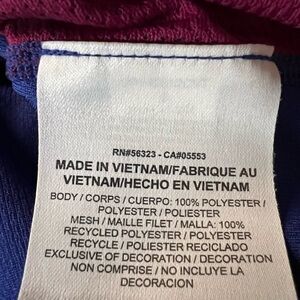 RN#56323 - CA#05553
MADE IN VIETNAM/FABRIQUE AU
VIETNAM/HECHO EN VIETNAM
BODY / CORPS / CUERPO: 100% POLYESTER /
POLYESTER / POLIESTER
MESH / MAILLE FILET / MALLA: 100%
RECYCLED POLYESTER / POLYESTER
RECYCLE / POLIESTER RECICLADO
EXCLUSIVE OF DECORATION / DECORATION
NON COMPRISE / NO INCLUYE LA
DECORACION